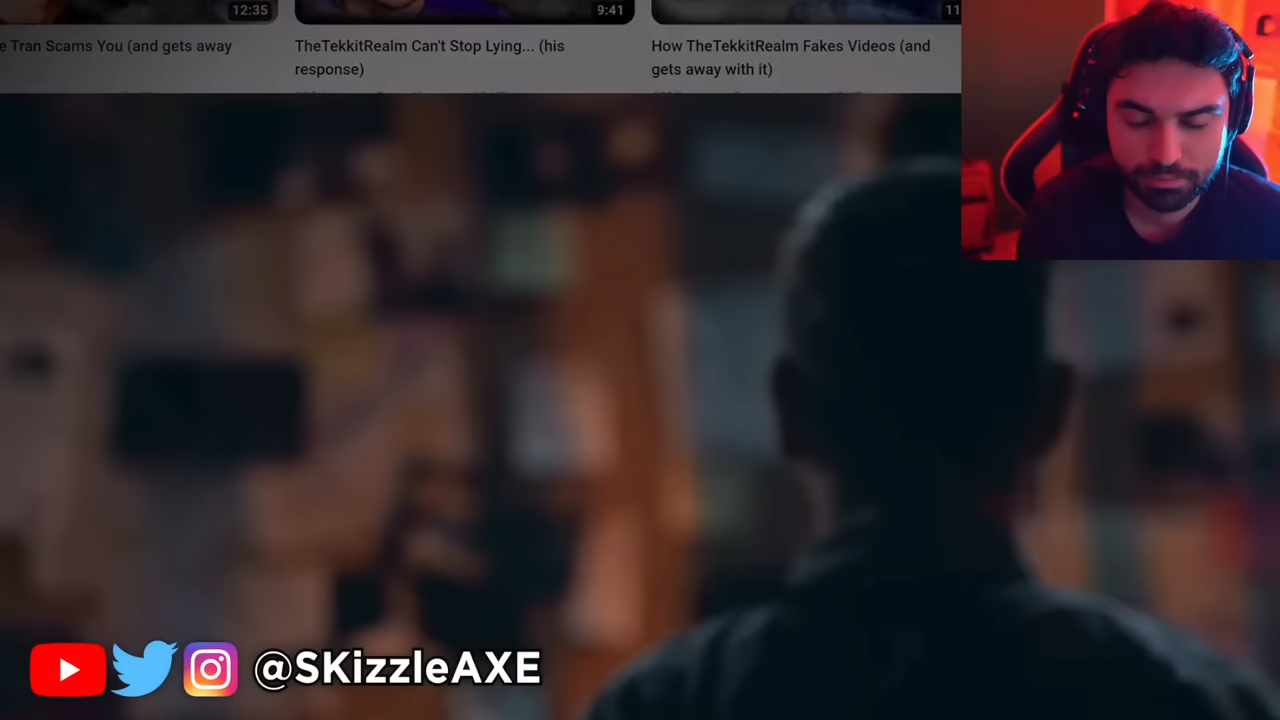 12:35
9:41
11
e Tran Scams You (and gets away
TheTekkitRealm Can't Stop Lying... (his
response)
How TheTekkitRealm Fakes Videos (and
gets away with it)
@SKizzleAXE